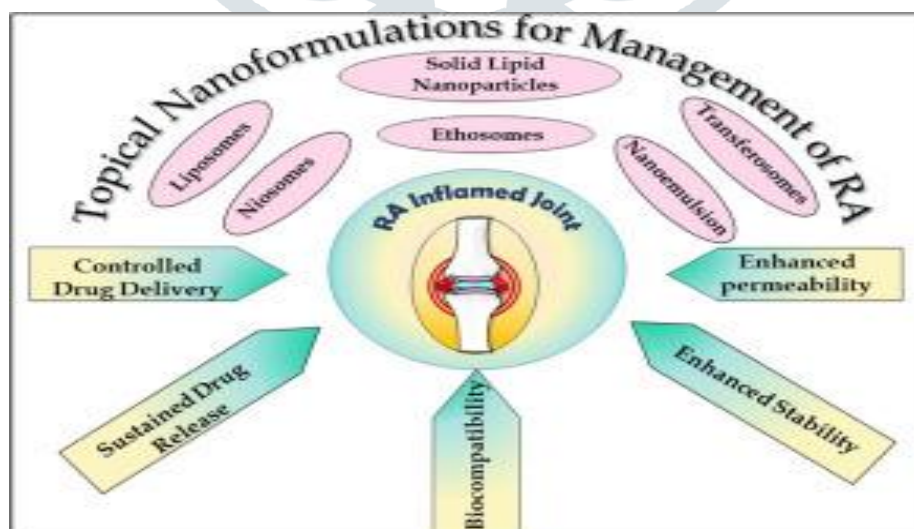 Topical Nanoformulations for Management of RA
Solid Lipid
Nanoparticles
Liposomes
Niosomes
Ethosomes
Nanoemulsion
Transferosomes
RA Inflamed Joint
Controlled
Drug Delivery
Enhanced
permeability
Sustained Drug
Release
Biocompatibility
Enhanced Stability